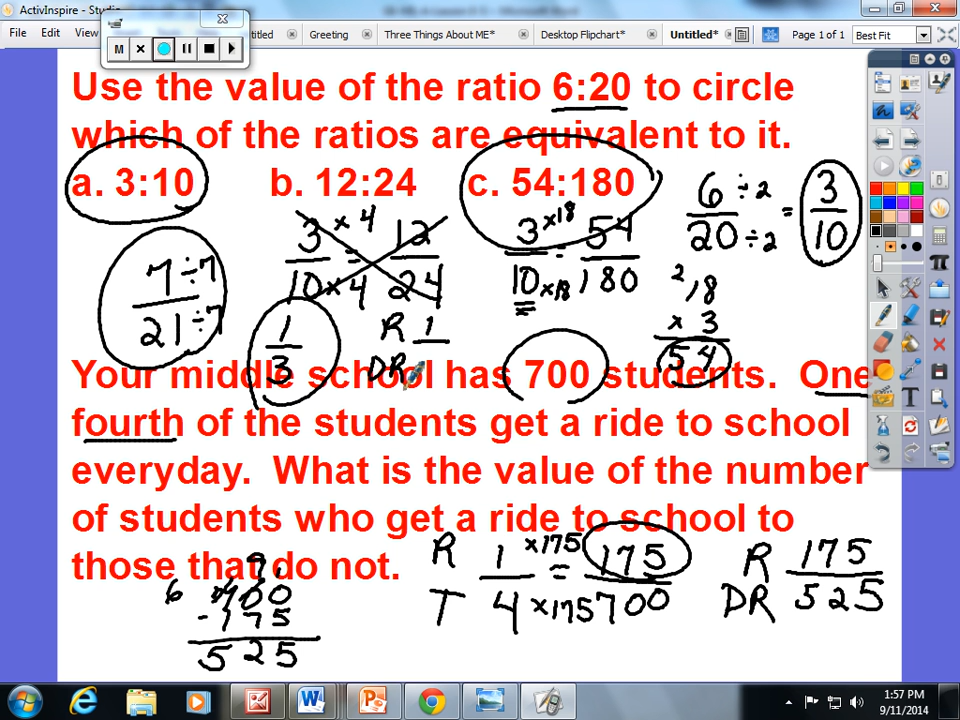 ActivInspire - Studio
File Edit View
untitled Greeting Three Things About ME* Desktop Flipchart* Untitled* Page 1 of 1 Best Fit
M
Use the value of the ratio 6:20 to circle
which of the ratios are equivalent to it.
a. 3:10 b. 12:24 c. 54:180
3 × 4 = 12
10 × 4 24
3 ×18 = 54
10 ×18 180
6 ÷2 = 3
20 ÷2 10
7 ÷7
21 ÷7
1
3
R 1
DR
2
18
× 3
54
Your middle school has 700 students. One
fourth of the students get a ride to school
everyday. What is the value of the number
of students who get a ride to school to
those that do not.
R 1 ×175 = 175
T 4 ×175 700
R 175
DR 525
6 9 1
700
- 175
525
1:57 PM
9/11/2014